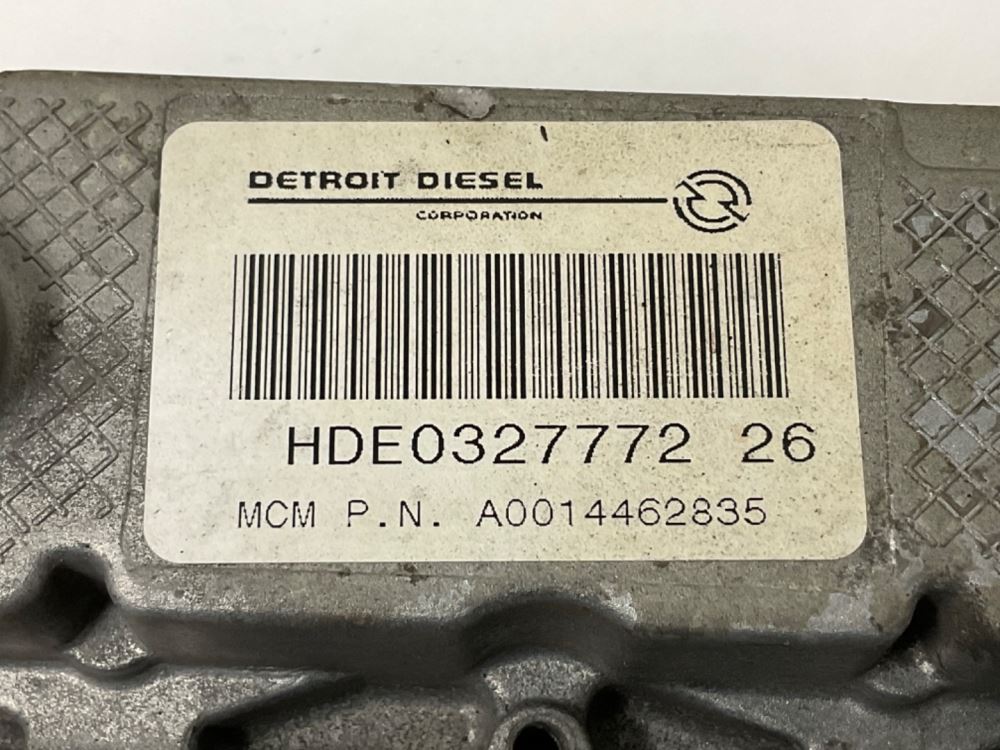 DETROIT DIESEL
CORPORATION
HDE0327772 26
MCM P.N. A0014462835